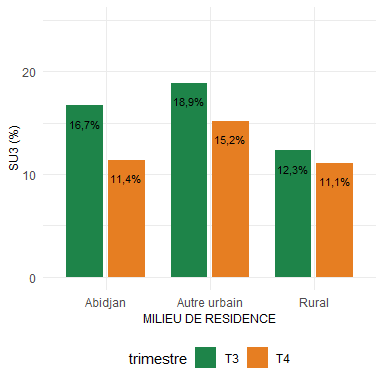 SU3 (%)
20
10
0
16,7%
11,4%
18,9%
15,2%
12,3%
11,1%
Abidjan
Autre urbain
Rural
MILIEU DE RESIDENCE
trimestre
T3
T4